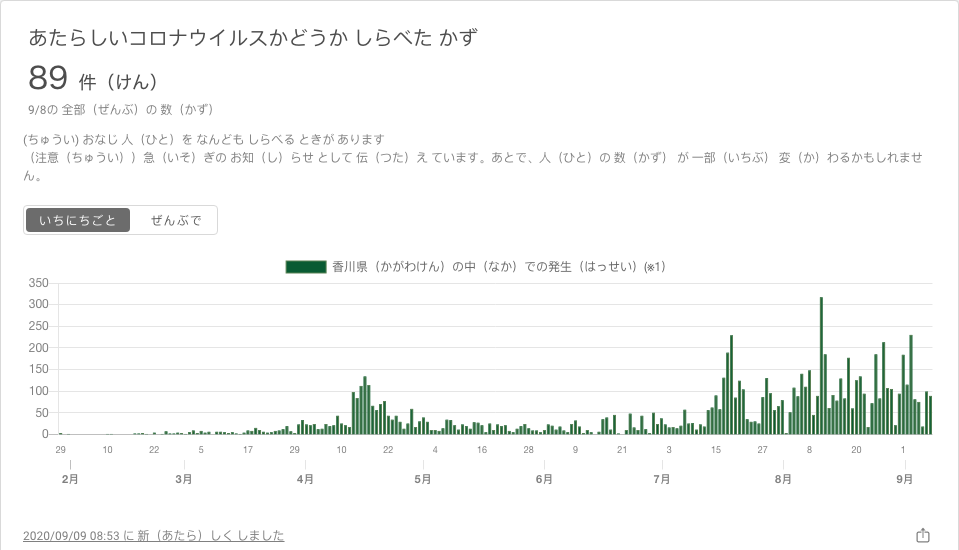 あたらしいコロナウイルスかどうか しらべた かず
89 件（けん）
9/8の 全部（ぜんぶ）の 数（かず）
(ちゅうい) おなじ 人（ひと）を なんども しらべる ときが あります
（注意（ちゅうい））急（いそ）ぎの お知（し）らせ として 伝（つた）え ています。あとで、人（ひと）の 数（かず） が 一部（いちぶ） 変（か）わるかもしれませ
ん。
いちにちごと ぜんぶで
香川県（かがわけん）の中（なか）での発生（はっせい）(※1)
350
300
250
200
150
100
50
0
29 10 22 5 17 29 10 22 4 16 28 9 21 3 15 27 8 20 1
2月 3月 4月 5月 6月 7月 8月 9月
2020/09/09 08:53 に 新（あたら）しく しました